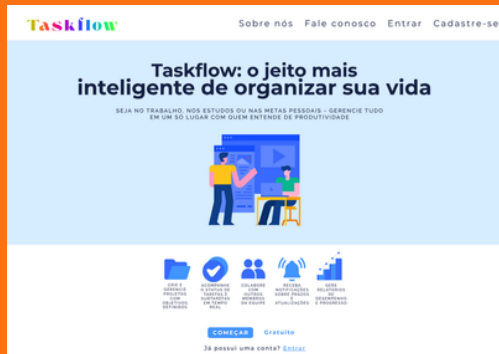 Taskflow
Sobre nós Fale conosco Entrar Cadastre-se
Taskflow: o jeito mais
inteligente de organizar sua vida
SEJA NO TRABALHO, NOS ESTUDOS OU NAS METAS PESSOAIS – GERENCIE TUDO
EM UM SÓ LUGAR COM QUEM ENTENDE DE PRODUTIVIDADE
CRIE E
GERENCIE
PROJETOS
COM
OBJETIVOS
DEFINIDOS
ACOMPANHE
O STATUS DE
TAREFAS E
SUBTAREFAS
EM TEMPO
REAL
COLABORE
COM
OUTROS
MEMBROS
DA EQUIPE
RECEBA
NOTIFICAÇÕES
SOBRE PRAZOS
E
ATUALIZAÇÕES
GERE
RELATÓRIOS
DE
DESEMPENHO
E PROGRESSO
COMEÇAR Gratuito
Já possui uma conta? Entrar